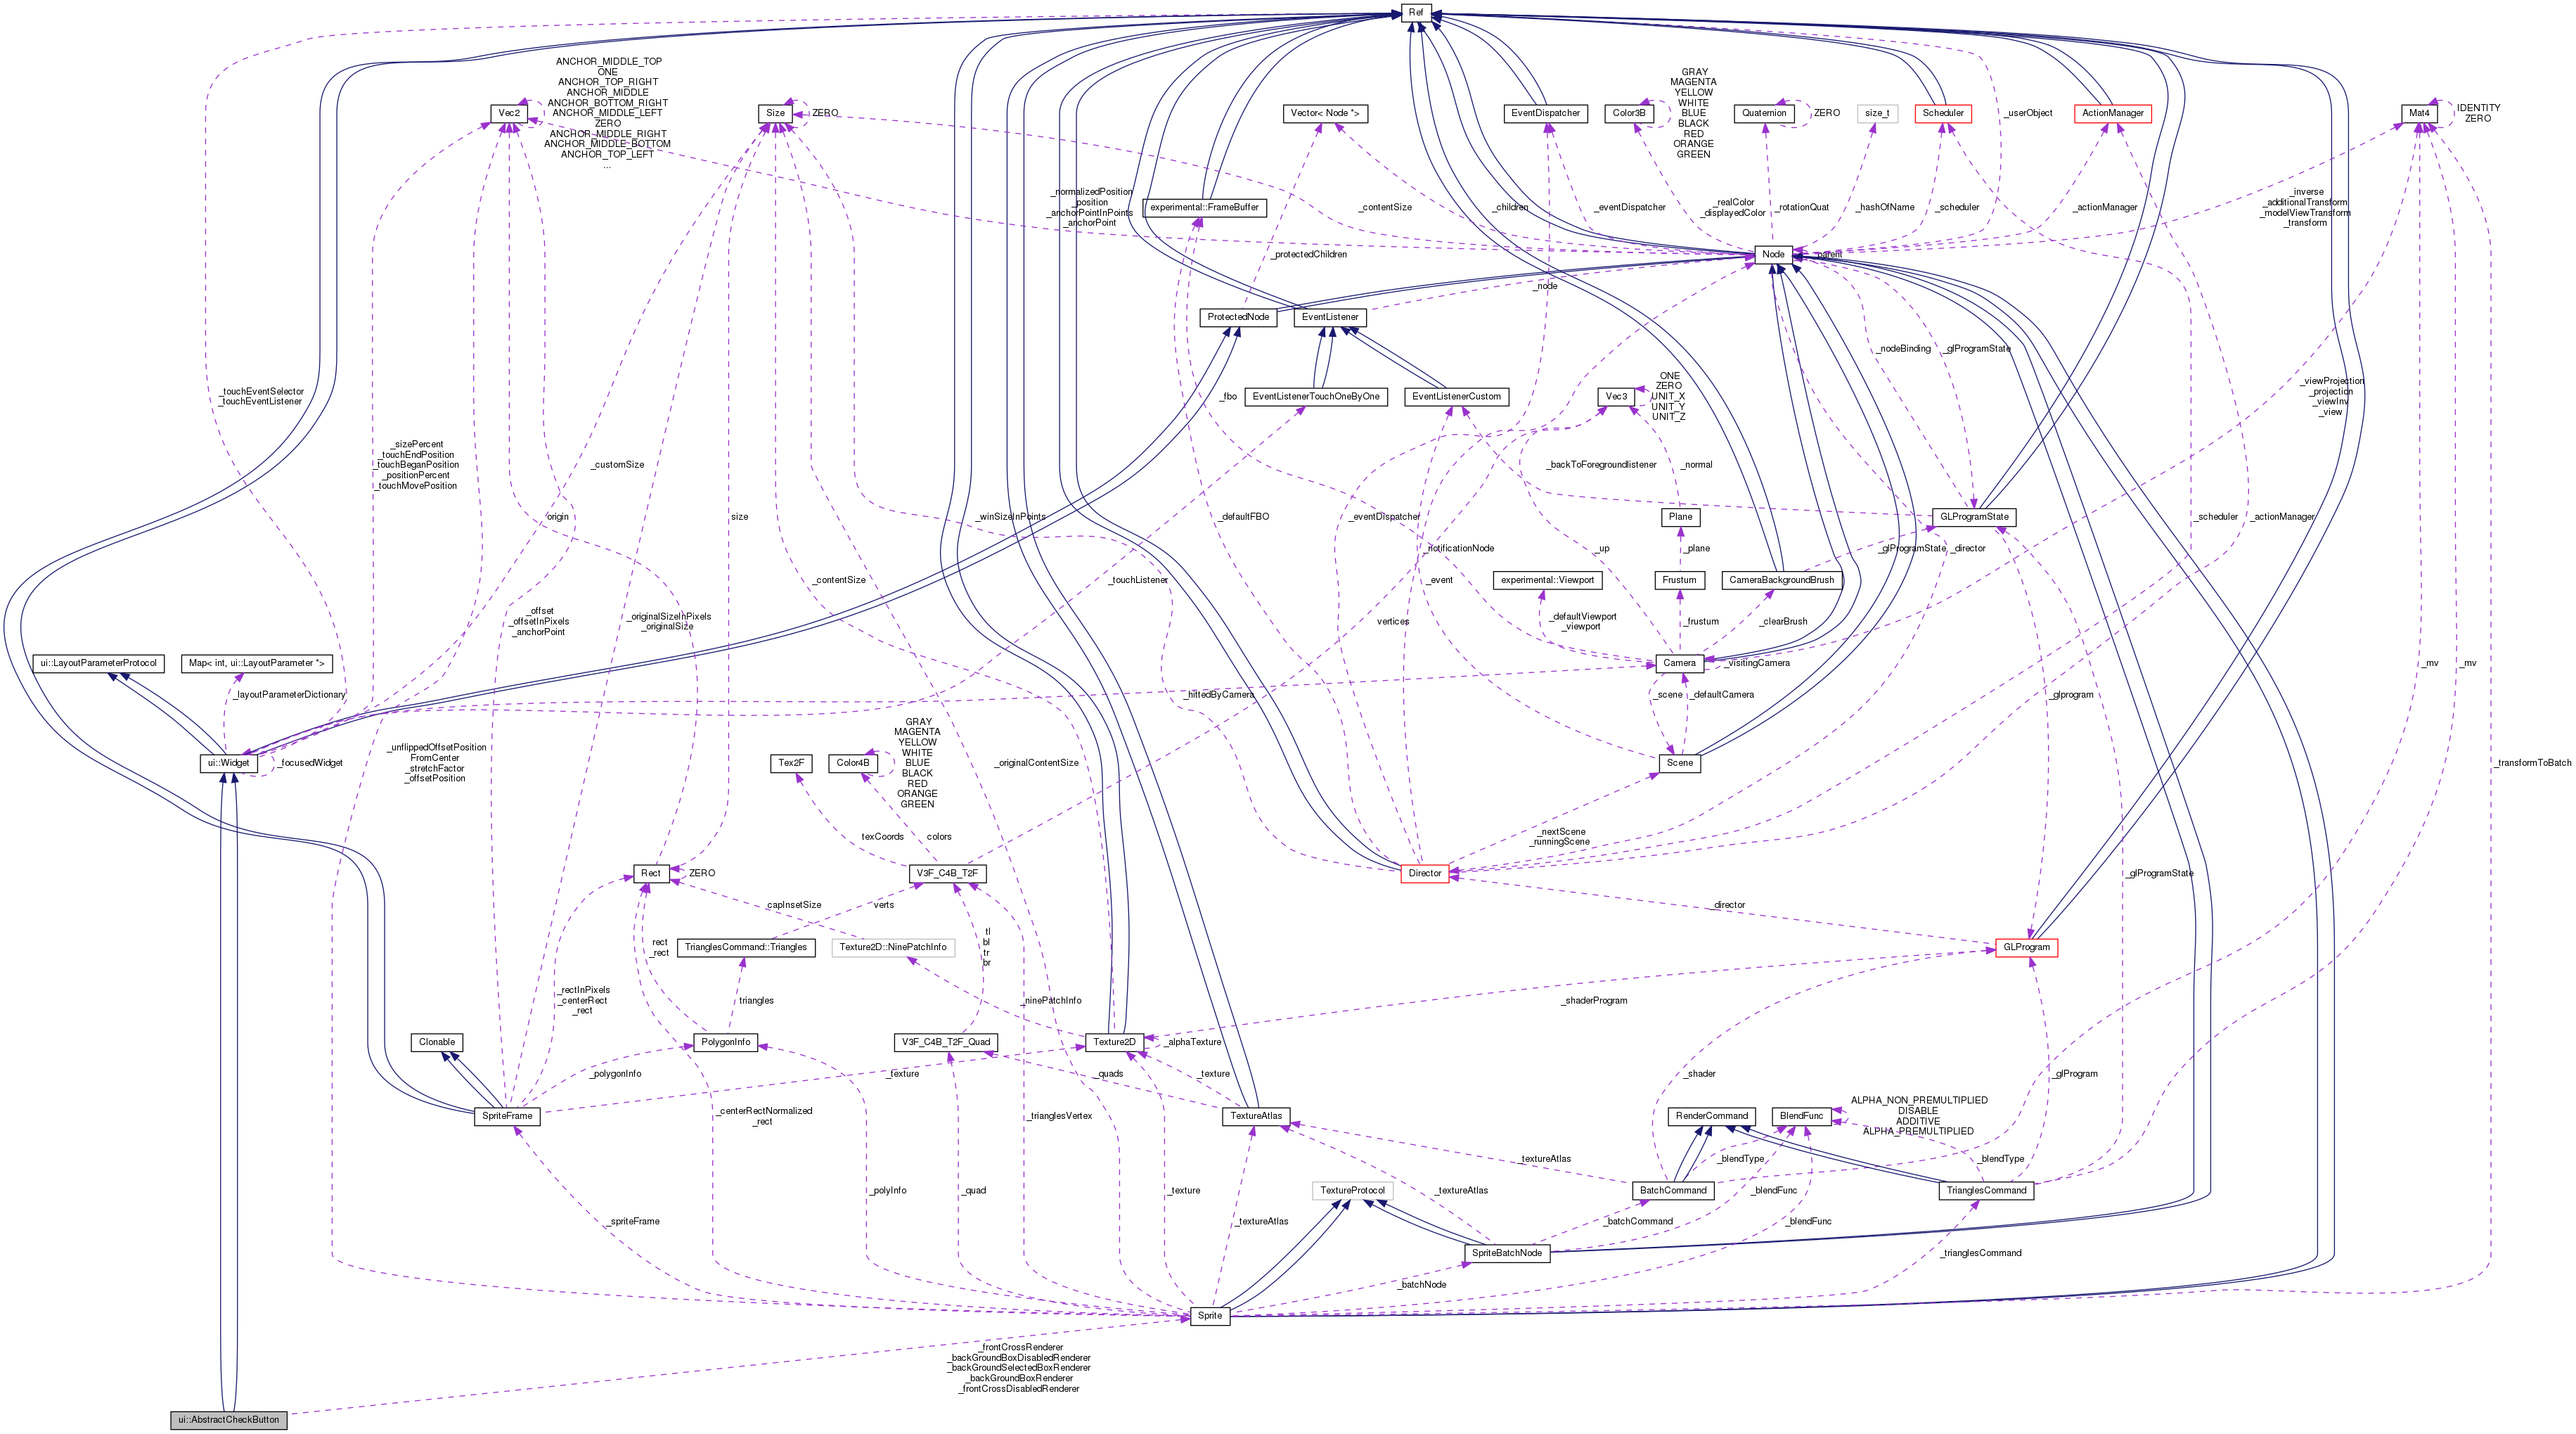 Ref
ANCHOR_MIDDLE_TOP
ONE
ANCHOR_TOP_RIGHT
ANCHOR_MIDDLE
ANCHOR_BOTTOM_RIGHT
ANCHOR_MIDDLE_LEFT
ZERO
ANCHOR_MIDDLE_RIGHT
ANCHOR_MIDDLE_BOTTOM
ANCHOR_TOP_LEFT
...
Vec2
Size
ZERO
Vector< Node *>
EventDispatcher
Color3B
GRAY
MAGENTA
YELLOW
WHITE
BLUE
BLACK
RED
ORANGE
GREEN
Quaternion
ZERO
size_t
Scheduler
_userObject
ActionManager
Mat4
IDENTITY
ZERO
_normalizedPosition
_position
_anchorPointInPoints
_anchorPoint
experimental::FrameBuffer
_contentSize
_children
_eventDispatcher
_realColor
_displayedColor
_rotationQuat
_hashOfName
_scheduler
_actionManager
_inverse
_additionalTransform
_modelViewTransform
_transform
_protectedChildren
Node
_parent
_node
ProtectedNode
EventListener
_nodeBinding
_glProgramState
_touchEventSelector
_touchEventListener
_fbo
EventListenerTouchOneByOne
EventListenerCustom
Vec3
ONE
ZERO
UNIT_X
UNIT_Y
UNIT_Z
_viewProjection
_projection
_viewInv
_view
_sizePercent
_touchEndPosition
_touchBeganPosition
_positionPercent
_touchMovePosition
_customSize
_backToForegroundlistener
_normal
origin
size
_winSizeInPoints
_defaultFBO
_eventDispatcher
Plane
GLProgramState
_scheduler
_actionManager
_notificationNode
_up
_plane
_glProgramState
_director
_contentSize
_touchListener
_event
experimental::Viewport
Frustum
CameraBackgroundBrush
_offset
_offsetInPixels
_anchorPoint
_originalSizeInPixels
_originalSize
vertices
_defaultViewport
_viewport
_frustum
_clearBrush
ui::LayoutParameterProtocol
Map< int, ui::LayoutParameter *>
Camera
_visitingCamera
_mv
_mv
_layoutParameterDictionary
_hittedByCamera
_scene
_defaultCamera
_glprogram
ui::Widget
_focusedWidget
_unflippedOffsetPosition
FromCenter
_stretchFactor
_offsetPosition
Tex2F
Color4B
GRAY
MAGENTA
YELLOW
WHITE
BLUE
BLACK
RED
ORANGE
GREEN
_originalContentSize
Scene
_transformToBatch
texCoords
colors
_nextScene
_runningScene
Rect
ZERO
V3F_C4B_T2F
Director
_glProgramState
capInsetSize
verts
_director
rect
_rect
TrianglesCommand::Triangles
Texture2D::NinePatchInfo
tl
bl
tr
br
GLProgram
_rectInPixels
_centerRect
_rect
triangles
_ninePatchInfo
_shaderProgram
Clonable
PolygonInfo
V3F_C4B_T2F_Quad
Texture2D
_alphaTexture
_polygonInfo
_texture
_quads
_texture
_shader
_glProgram
SpriteFrame
_centerRectNormalized
_rect
_trianglesVertex
TextureAtlas
RenderCommand
BlendFunc
ALPHA_NON_PREMULTIPLIED
DISABLE
ADDITIVE
ALPHA_PREMULTIPLIED
_textureAtlas
_blendType
_blendType
_polyInfo
_quad
_texture
TextureProtocol
_textureAtlas
BatchCommand
_blendFunc
TrianglesCommand
_spriteFrame
_textureAtlas
_batchCommand
_blendFunc
SpriteBatchNode
_trianglesCommand
_batchNode
Sprite
_frontCrossRenderer
_backGroundBoxDisabledRenderer
_backGroundSelectedBoxRenderer
_backGroundBoxRenderer
_frontCrossDisabledRenderer
ui::AbstractCheckButton